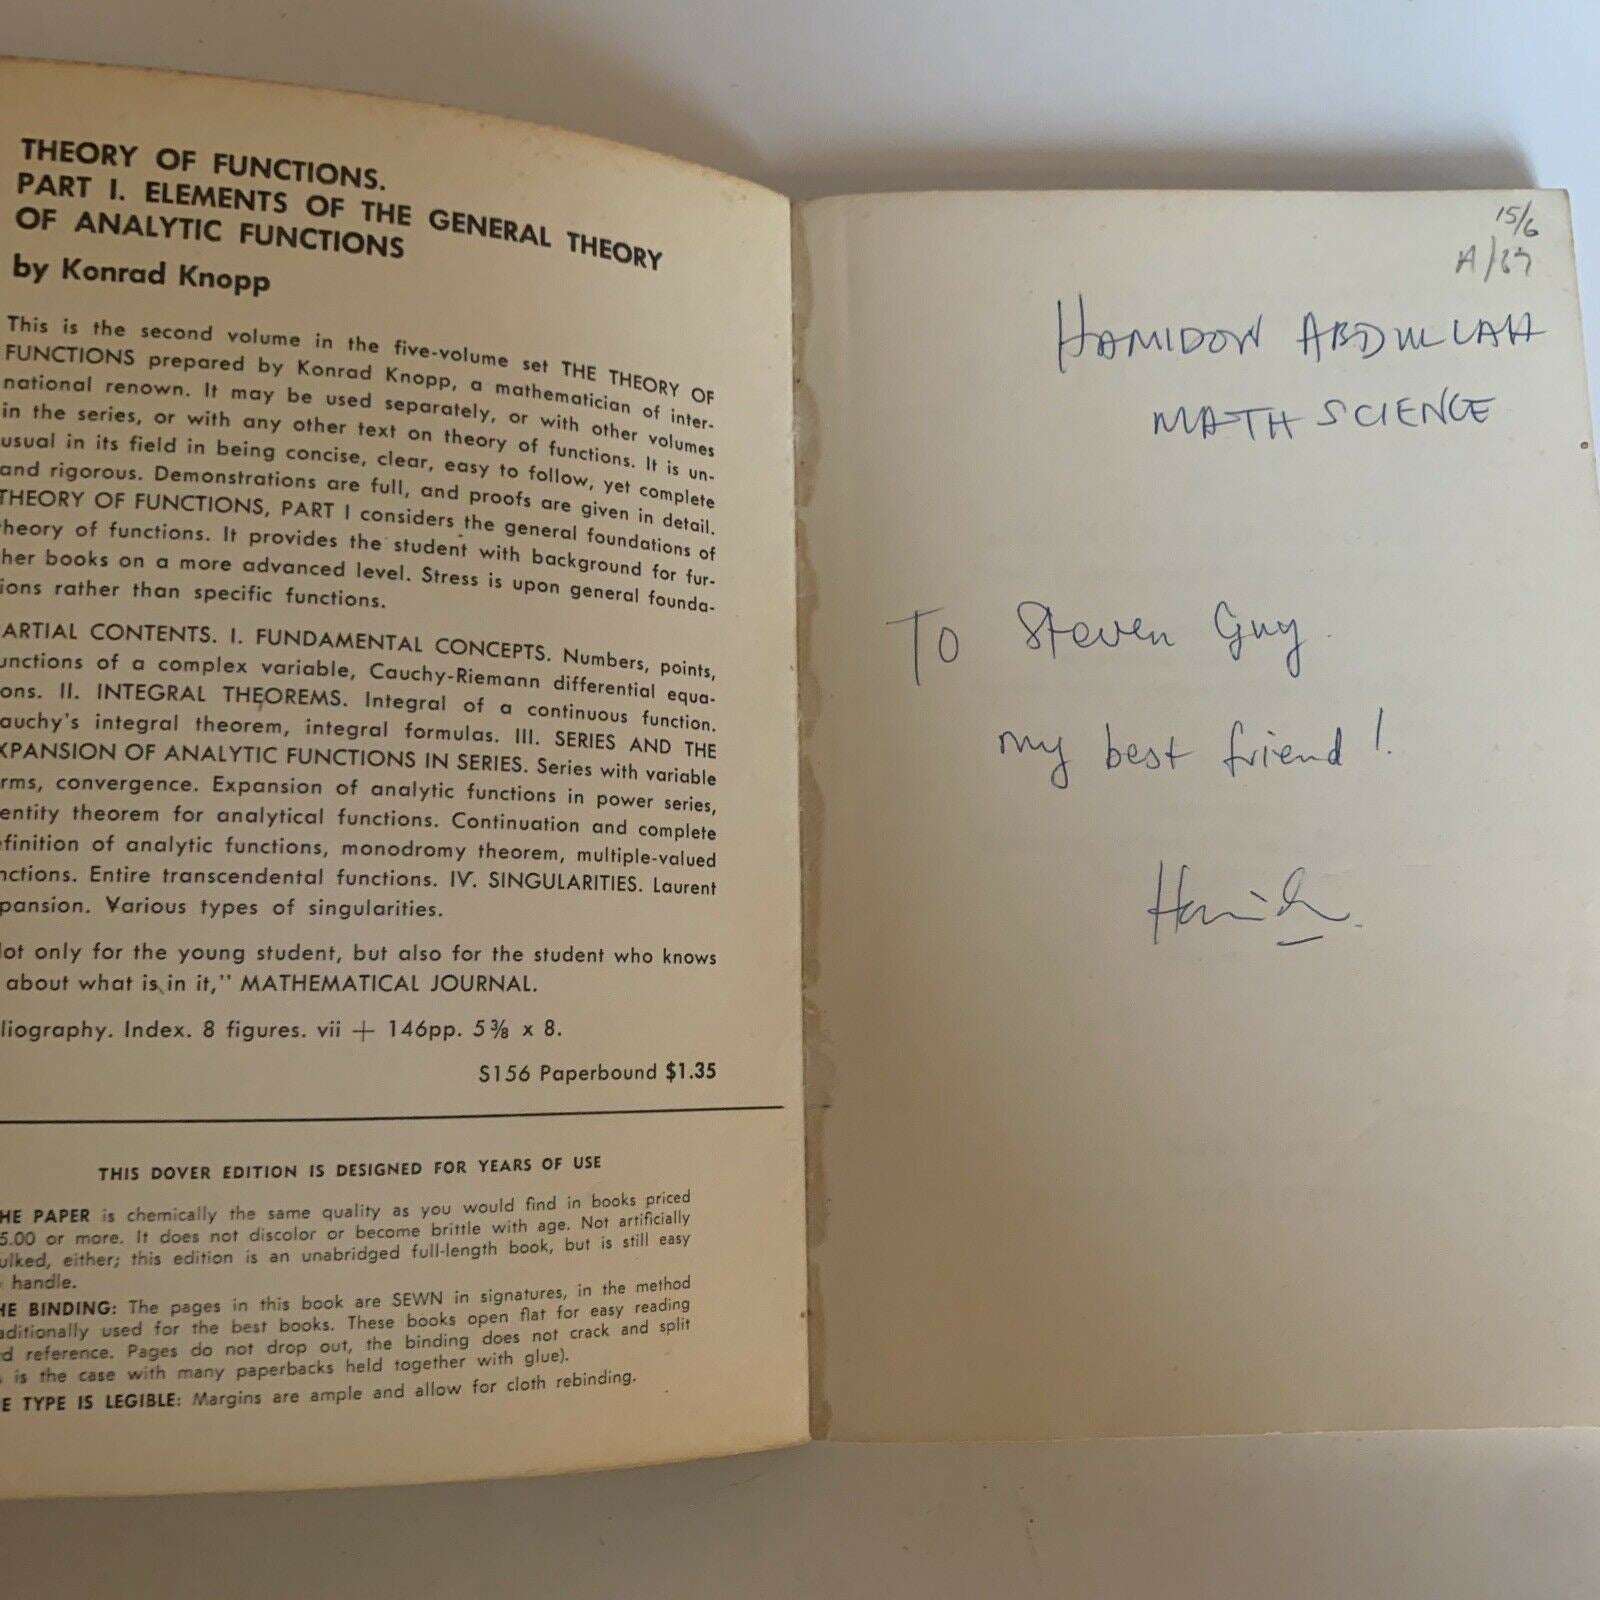 THEORY OF FUNCTIONS.
PART I. ELEMENTS OF THE GENERAL THEORY
OF ANALYTIC FUNCTIONS
by Konrad Knopp
This is the second volume in the five-volume set THE THEORY OF
FUNCTIONS prepared by Konrad Knopp, a mathematician of inter-
national renown. It may be used separately, or with other volumes
in the series, or with any other text on theory of functions. It is un-
usual in its field in being concise, clear, easy to follow, yet complete
and rigorous. Demonstrations are full, and proofs are given in detail.
THEORY OF FUNCTIONS, PART I considers the general foundations of
heory of functions. It provides the student with background for fur-
her books on a more advanced level. Stress is upon general founda-
ions rather than specific functions.
ARTIAL CONTENTS. I. FUNDAMENTAL CONCEPTS. Numbers, points,
unctions of a complex variable, Cauchy-Riemann differential equa-
ons. II. INTEGRAL THEOREMS. Integral of a continuous function.
auchy's integral theorem, integral formulas. III. SERIES AND THE
XPANSION OF ANALYTIC FUNCTIONS IN SERIES. Series with variable
rms, convergence. Expansion of analytic functions in power series,
entity theorem for analytical functions. Continuation and complete
efinition of analytic functions, monodromy theorem, multiple-valued
nctions. Entire transcendental functions. IV. SINGULARITIES. Laurent
pansion. Various types of singularities.
lot only for the young student, but also for the student who knows
about what is in it," MATHEMATICAL JOURNAL.
liography. Index. 8 figures. vii + 146pp. 5⅜ x 8.
S156 Paperbound $1.35
THIS DOVER EDITION IS DESIGNED FOR YEARS OF USE
HE PAPER is chemically the same quality as you would find in books priced
5.00 or more. It does not discolor or become brittle with age. Not artificially
ulked, either; this edition is an unabridged full-length book, but is still easy
handle.
HE BINDING: The pages in this book are SEWN in signatures, in the method
aditionally used for the best books. These books open flat for easy reading
d reference. Pages do not drop out, the binding does not crack and split
is the case with many paperbacks held together with glue).
E TYPE IS LEGIBLE: Margins are ample and allow for cloth rebinding.
15/6
HAMIDON ABDULLAH
MATH SCIENCE
To Steven Guy.
my best friend!